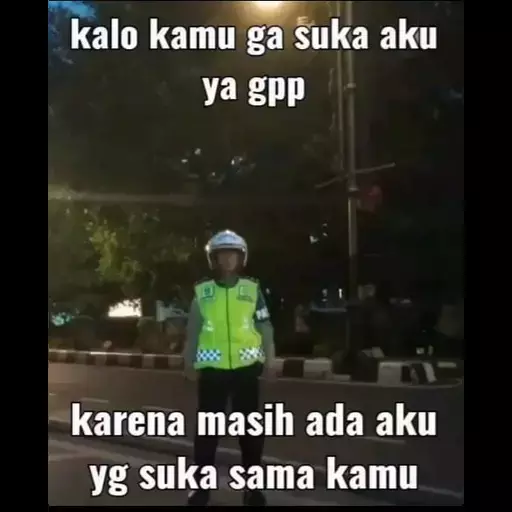 kalo kamu ga suka aku
ya gpp
karena masih ada aku
yg suka sama kamu